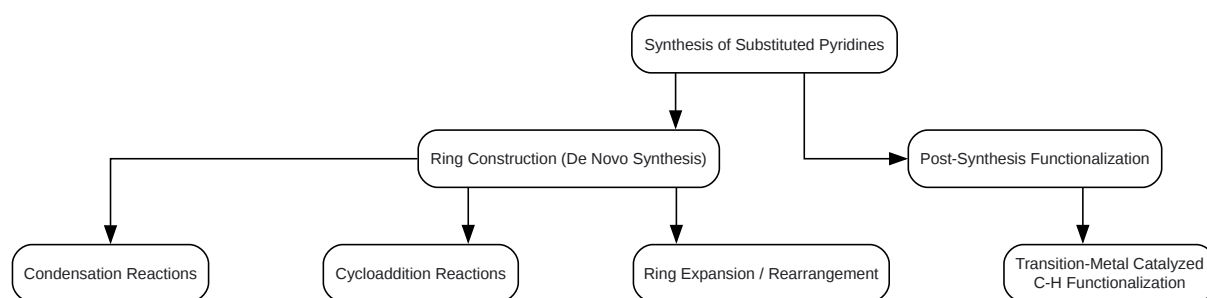 Synthesis of Substituted Pyridines
Ring Construction (De Novo Synthesis)
Post-Synthesis Functionalization
Condensation Reactions
Cycloaddition Reactions
Ring Expansion / Rearrangement
Transition-Metal Catalyzed
C-H Functionalization